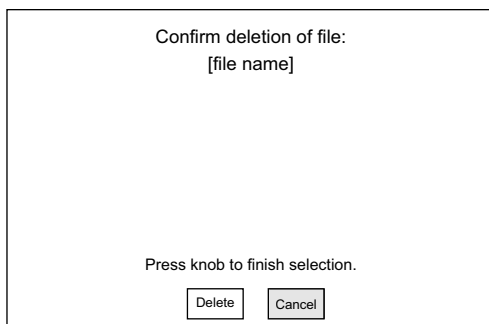 Confirm deletion of file:
[file name]
Press knob to finish selection.
Delete Cancel